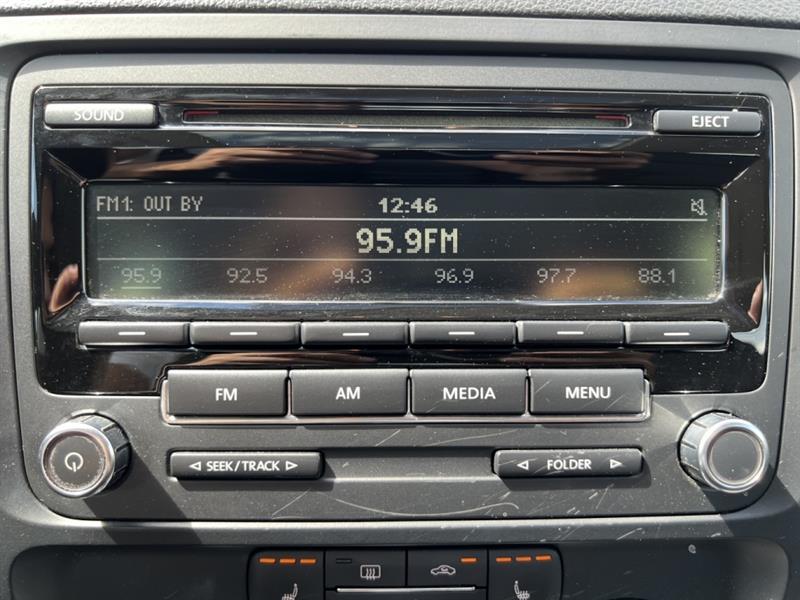 SOUND
EJECT
FM1: OUT BY 12:46
95.9FM
95.9 92.5 94.3 96.9 97.7 88.1
FM AM MEDIA MENU
SEEK/TRACK FOLDER